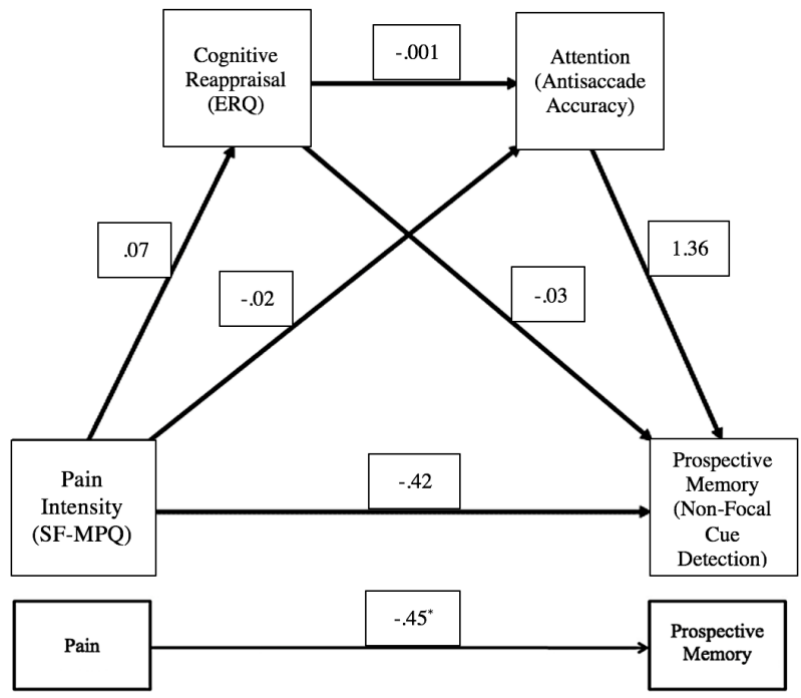 Cognitive
Reappraisal
(ERQ)
-.001
Attention
(Antisaccade
Accuracy)
.07
-.02
-.03
1.36
Pain
Intensity
(SF-MPQ)
-.42
Prospective
Memory
(Non-Focal
Cue
Detection)
Pain
-.45*
Prospective
Memory